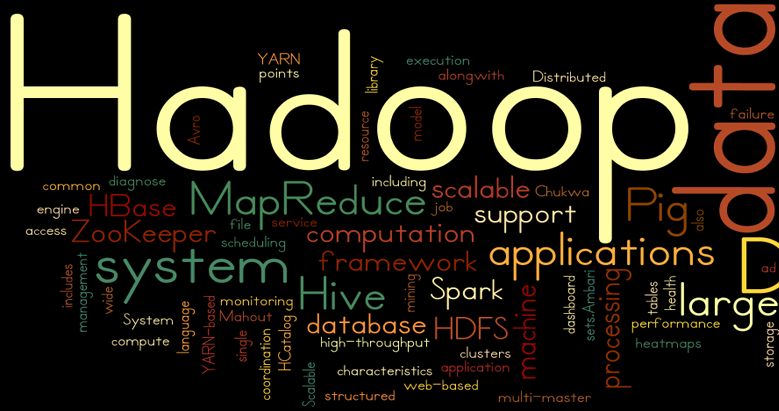 Hadoop
data
YARN
points
library
execution
alongwith
Distributed
failure
Avro
resource
model
common
diagnose
including
scalable
Chukwa
engine
HBase
MapReduce
job
support
Pig
also
access
ZooKeeper
file
service
scheduling
computation
applications
D
ad
includes
management
wide
system
framework
mining
Spark
dashboard
sets.Ambari
processing
tables
health
large
System
compute
language
YARN-based
monitoring
Mahout
single
coordination
HCatalog
Hive
database
HDFS
machine
performance
heatmaps
storage
high-throughput
clusters
Scalable
characteristics
application
web-based
structured
multi-master